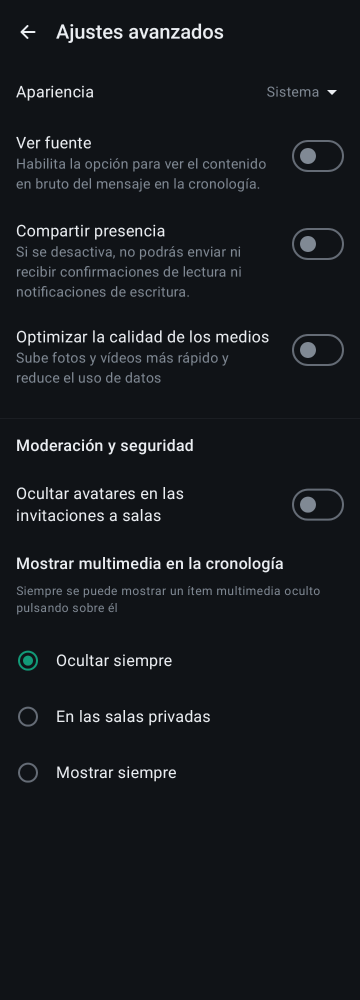 Ajustes avanzados
Apariencia
Sistema
Ver fuente
Habilita la opción para ver el contenido
en bruto del mensaje en la cronología.
Compartir presencia
Si se desactiva, no podrás enviar ni
recibir confirmaciones de lectura ni
notificaciones de escritura.
Optimizar la calidad de los medios
Sube fotos y vídeos más rápido y
reduce el uso de datos
Moderación y seguridad
Ocultar avatares en las
invitaciones a salas
Mostrar multimedia en la cronología
Siempre se puede mostrar un ítem multimedia oculto
pulsando sobre él
Ocultar siempre
En las salas privadas
Mostrar siempre